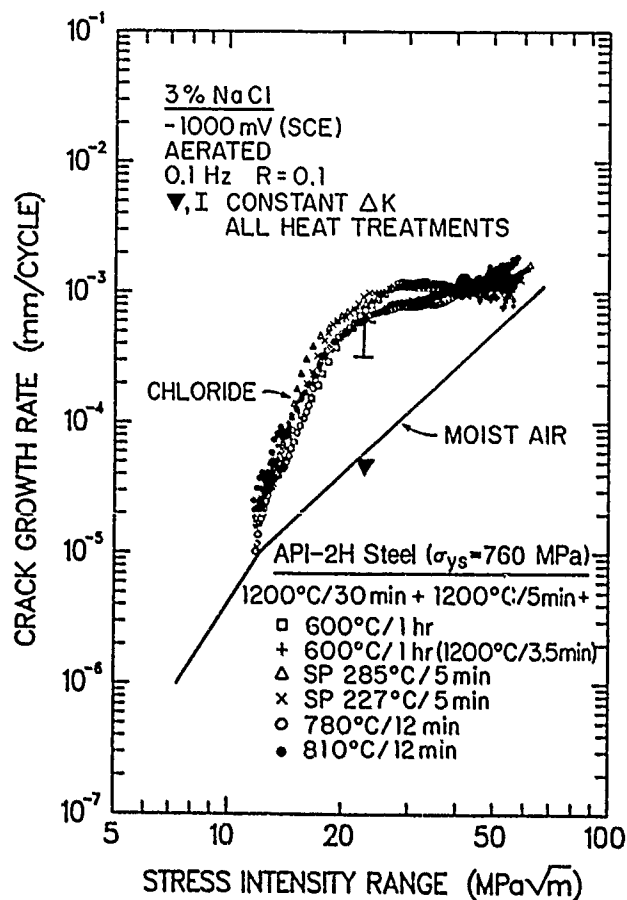 10⁻¹
3% NaCl
-1000 mV (SCE)
AERATED
0.1 Hz R = 0.1
▼, I CONSTANT ΔK
ALL HEAT TREATMENTS
10⁻²
10⁻³
CRACK GROWTH RATE (mm/CYCLE)
CHLORIDE
10⁻⁴
MOIST AIR
10⁻⁵
API-2H Steel (σys=760 MPa)
1200°C/30 min + 1200°C/5min+
□ 600°C/1 hr
+ 600°C/1 hr (1200°C/3.5min)
△ SP 285°C/5 min
× SP 227°C/5 min
○ 780°C/12 min
● 810°C/12 min
10⁻⁶
10⁻⁷
5 10 20 50 100
STRESS INTENSITY RANGE (MPa√m)